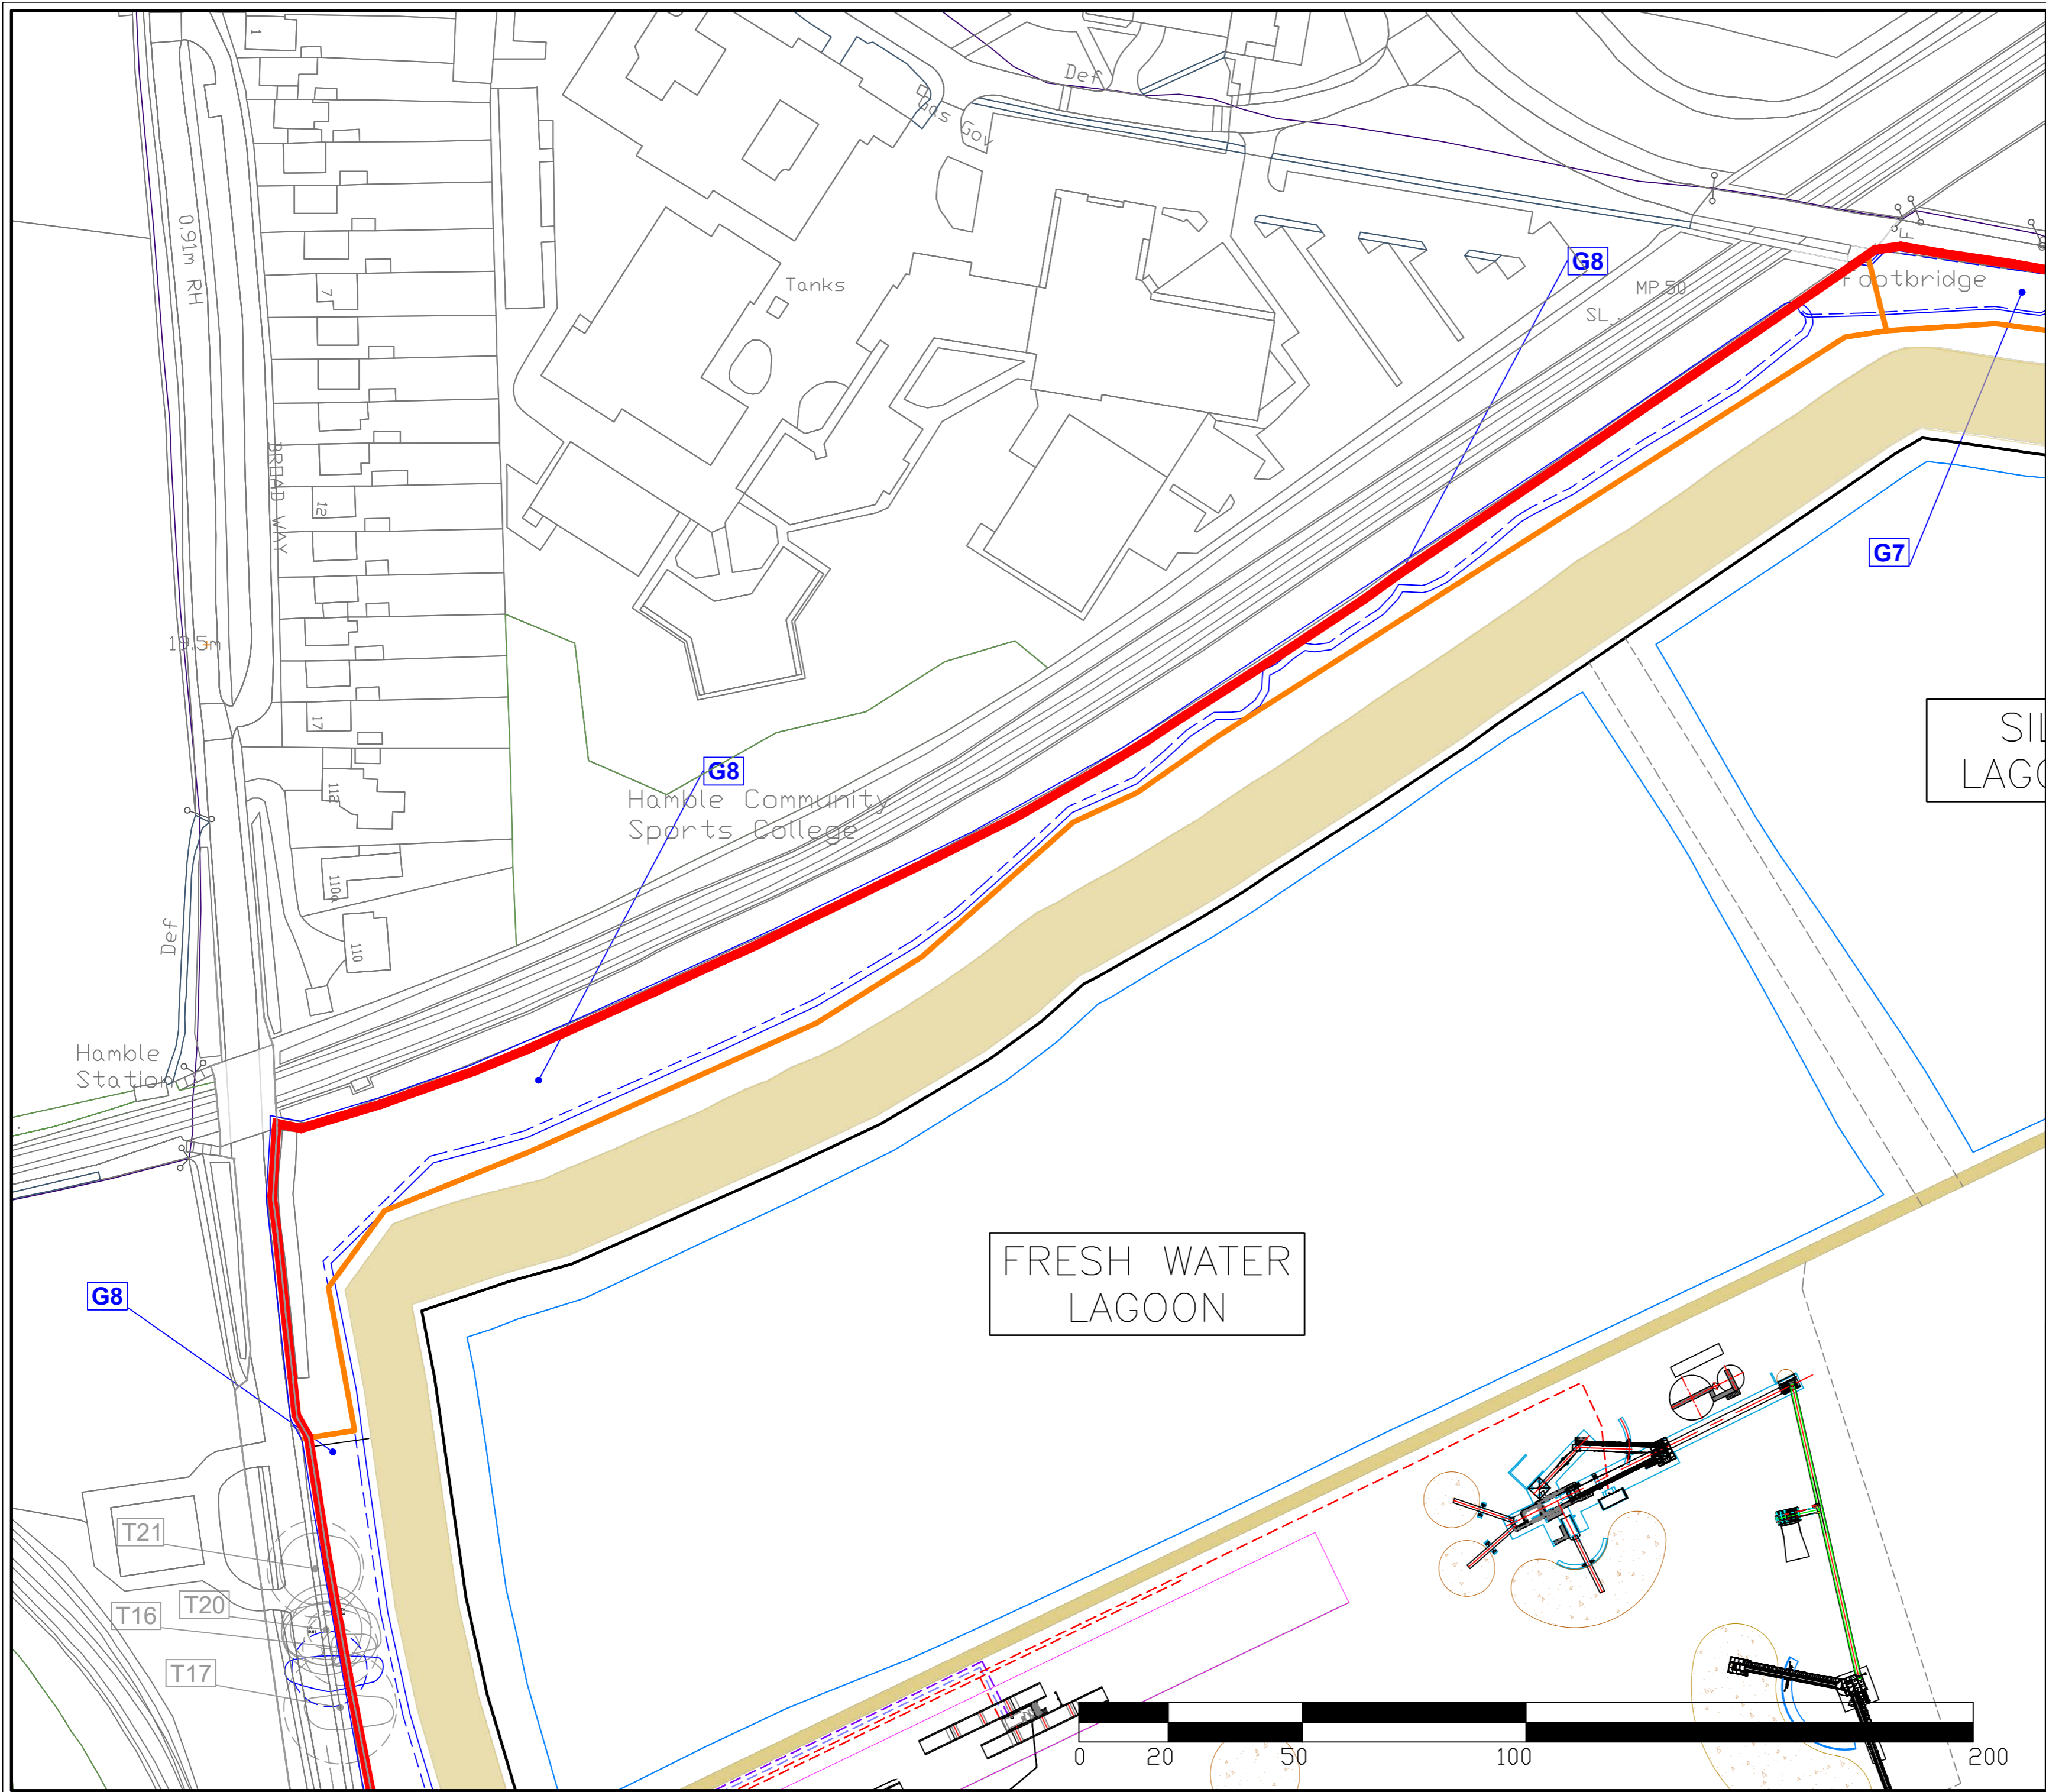 1
Def
Gas Gov
0.91m RH
F
G8
Tanks
MP 50
Footbridge
7
SL
BROAD WAY
12
G7
19.5m
17
SIL
LAGO
G8
112
Hamble Community
Sports College
110a
Def
110
Hamble
Station
FRESH WATER
LAGOON
G8
T21
T20
T16
T17
0
20
50
100
200